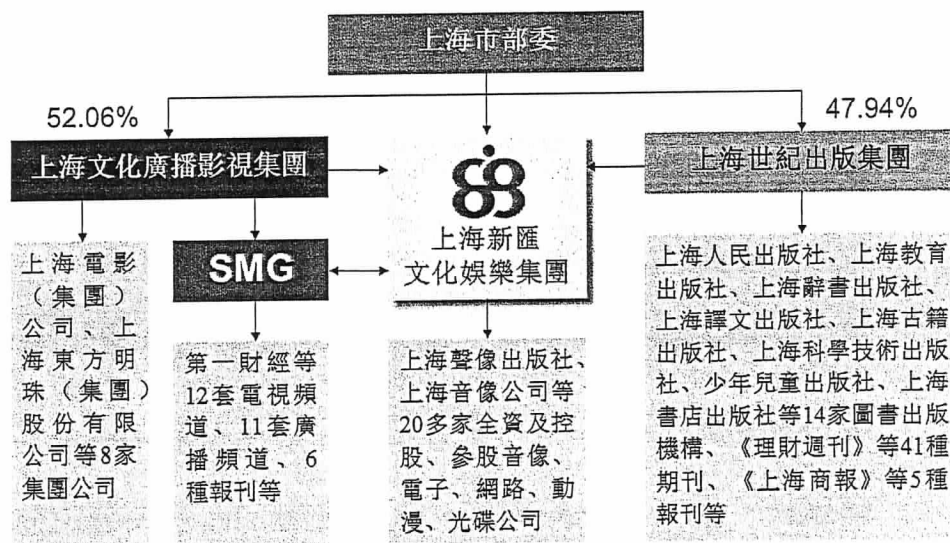 上海市部委
52.06%
47.94%
上海文化廣播影視集團
上海新匯
文化娛樂集團
上海世紀出版集團
SMG
上海電影
（集團）
公司、上
海東方明
珠（集團）
股份有限
公司等8家
集團公司
第一財經等
12套電視頻
道、11套廣
播頻道、6
種報刊等
上海聲像出版社、
上海音像公司等
20多家全資及控
股、參股音像、
電子、網路、動
漫、光碟公司
上海人民出版社、上海教育
出版社、上海辭書出版社、
上海譯文出版社、上海古籍
出版社、上海科學技術出版
社、少年兒童出版社、上海
書店出版社等14家圖書出版
機構、《理財週刊》等41種
期刊、《上海商報》等5種
報刊等